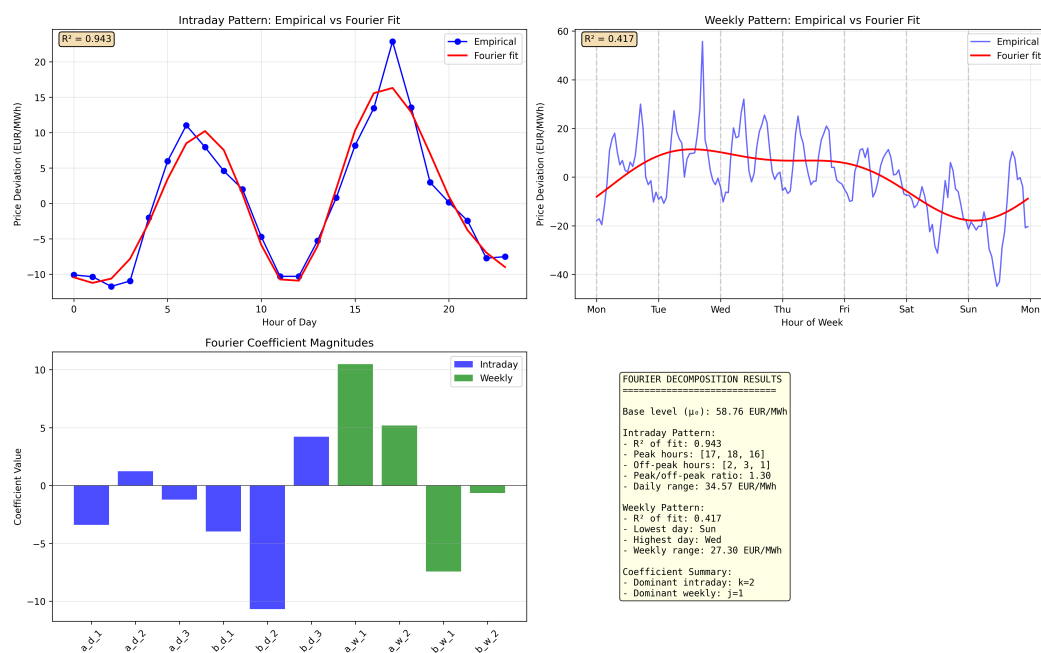 Intraday Pattern: Empirical vs Fourier Fit
R² = 0.943
Empirical
Fourier fit
Price Deviation (EUR/MWh)
20
15
10
5
0
−5
−10
0
5
10
15
20
Hour of Day
Weekly Pattern: Empirical vs Fourier Fit
R² = 0.417
Empirical
Fourier fit
Price Deviation (EUR/MWh)
60
40
20
0
−20
−40
Mon
Tue
Wed
Thu
Fri
Sat
Sun
Mon
Hour of Week
Fourier Coefficient Magnitudes
Intraday
Weekly
Coefficient Value
10
5
0
−5
−10
a_d_1
a_d_2
a_d_3
b_d_1
b_d_2
b_d_3
a_w_1
a_w_2
b_w_1
b_w_2
FOURIER DECOMPOSITION RESULTS
============================
Base level (μ₀): 58.76 EUR/MWh
Intraday Pattern:
- R² of fit: 0.943
- Peak hours: [17, 18, 16]
- Off-peak hours: [2, 3, 1]
- Peak/off-peak ratio: 1.30
- Daily range: 34.57 EUR/MWh
Weekly Pattern:
- R² of fit: 0.417
- Lowest day: Sun
- Highest day: Wed
- Weekly range: 27.30 EUR/MWh
Coefficient Summary:
- Dominant intraday: k=2
- Dominant weekly: j=1